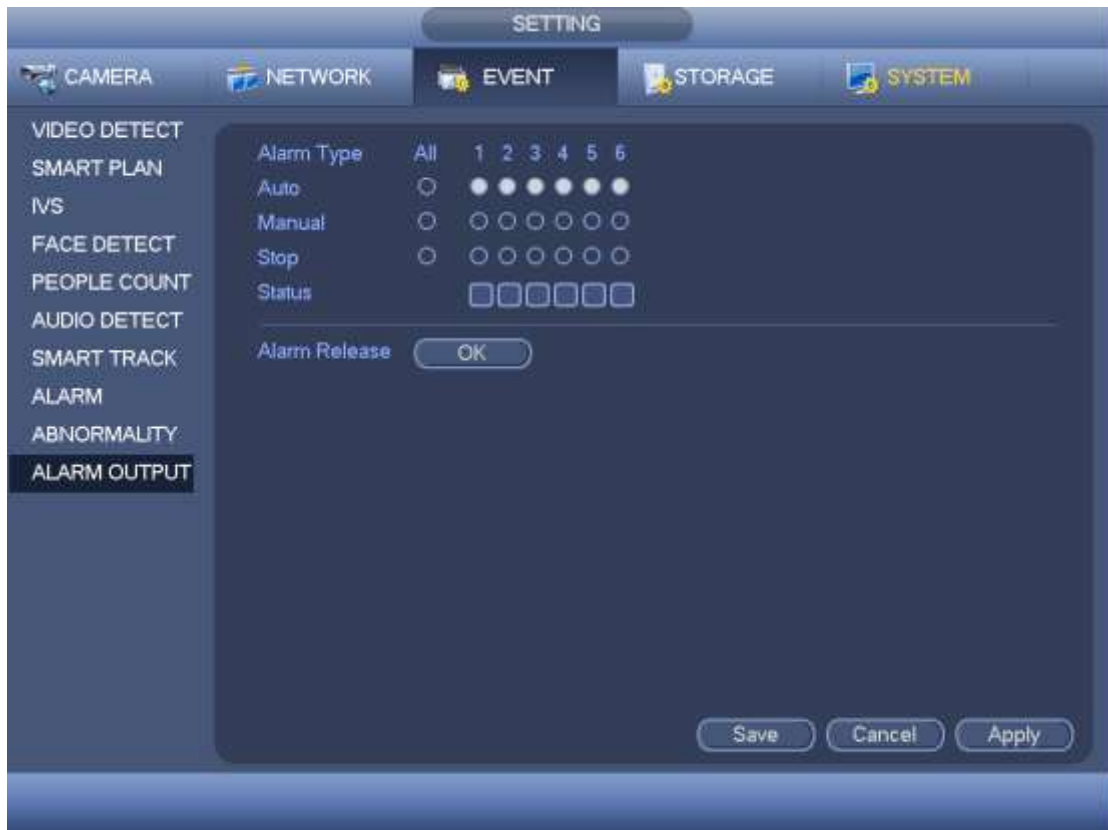 SETTING
CAMERA NETWORK EVENT STORAGE SYSTEM
VIDEO DETECT
SMART PLAN
IVS
FACE DETECT
PEOPLE COUNT
AUDIO DETECT
SMART TRACK
ALARM
ABNORMALITY
ALARM OUTPUT
Alarm Type All 1 2 3 4 5 6
Auto
Manual
Stop
Status
Alarm Release OK
Save Cancel Apply